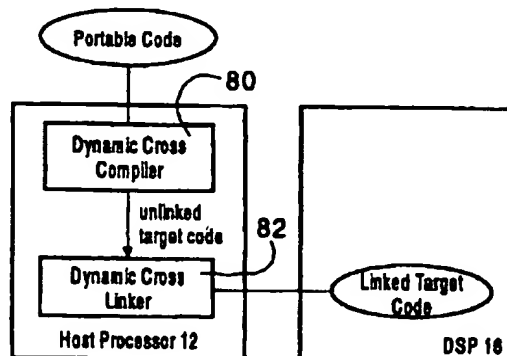 Portable Code
80
Dynamic Cross
Compiler
unlinked
target code
82
Dynamic Cross
Linker
Linked Target
Code
Host Processor 12
DSP 16